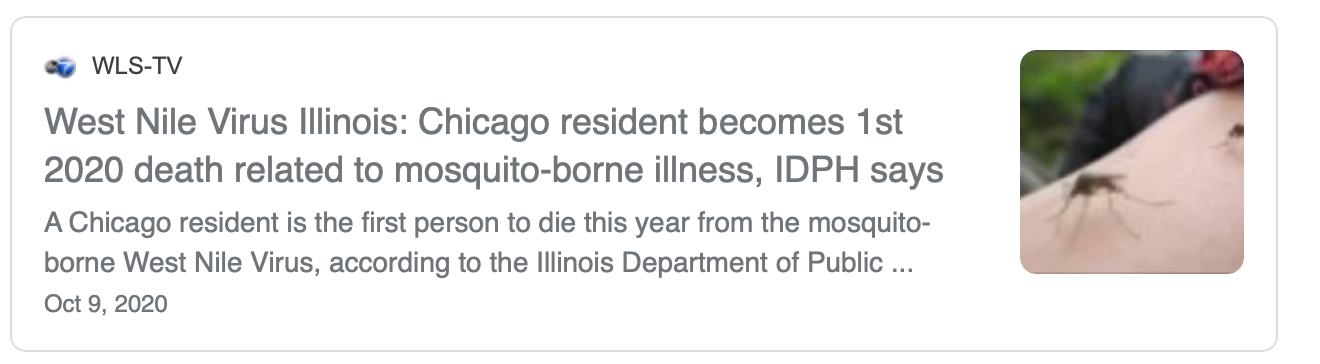 WLS-TV
West Nile Virus Illinois: Chicago resident becomes 1st
2020 death related to mosquito-borne illness, IDPH says
A Chicago resident is the first person to die this year from the mosquito-
borne West Nile Virus, according to the Illinois Department of Public ...
Oct 9, 2020